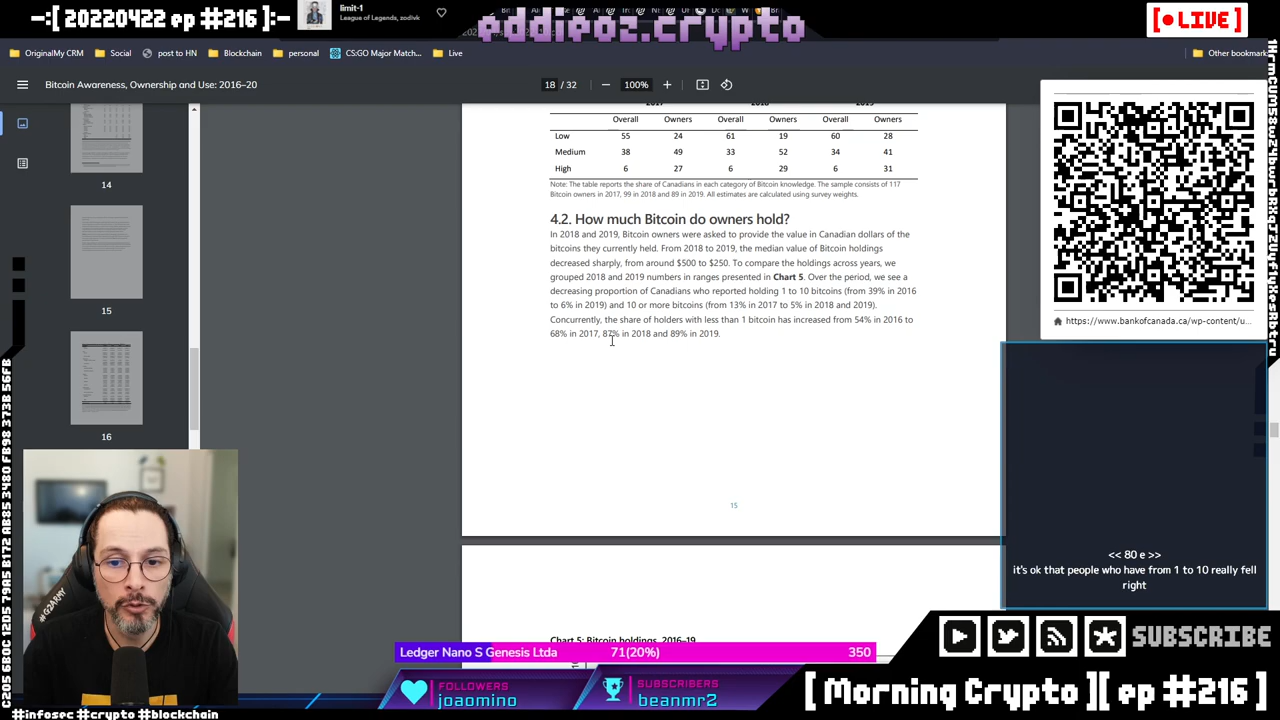 -:[ 20220422 ep #216 ]:-
limit-1
League of Legends, zodivk
eddieoz.crypto
[ LIVE ]
OriginalMy CRM
Social
post to HN
Blockchain
personal
CS:GO Major Match...
Live
Other bookmark
Bitcoin Awareness, Ownership and Use: 2016–20
18 / 32
100%
2017 2018 2019
Overall Owners Overall Owners Overall Owners
Low 55 24 61 19 60 28
Medium 38 49 33 52 34 41
High 6 27 6 29 6 31
Note: The table reports the share of Canadians in each category of Bitcoin knowledge. The sample consists of 117
Bitcoin owners in 2017, 99 in 2018 and 89 in 2019. All estimates are calculated using survey weights.
4.2. How much Bitcoin do owners hold?
In 2018 and 2019, Bitcoin owners were asked to provide the value in Canadian dollars of the
bitcoins they currently held. From 2018 to 2019, the median value of Bitcoin holdings
decreased sharply, from around $500 to $250. To compare the holdings across years, we
grouped 2018 and 2019 numbers in ranges presented in Chart 5. Over the period, we see a
decreasing proportion of Canadians who reported holding 1 to 10 bitcoins (from 39% in 2016
to 6% in 2019) and 10 or more bitcoins (from 13% in 2017 to 5% in 2018 and 2019).
Concurrently, the share of holders with less than 1 bitcoin has increased from 54% in 2016 to
68% in 2017, 87% in 2018 and 89% in 2019.
15
Chart 5: Bitcoin holdings, 2016–19
14
15
16
https://www.bankofcanada.ca/wp-content/u...
<< 80 e >>
it's ok that people who have from 1 to 10 really fell
right
#G2ARMY
Ledger Nano S Genesis Ltda 71(20%) 350
FOLLOWERS
joaomino
SUBSCRIBERS
beanmr2
SUBSCRIBE
[ Morning Crypto ][ ep #216 ]
#infosec #crypto #blockchain